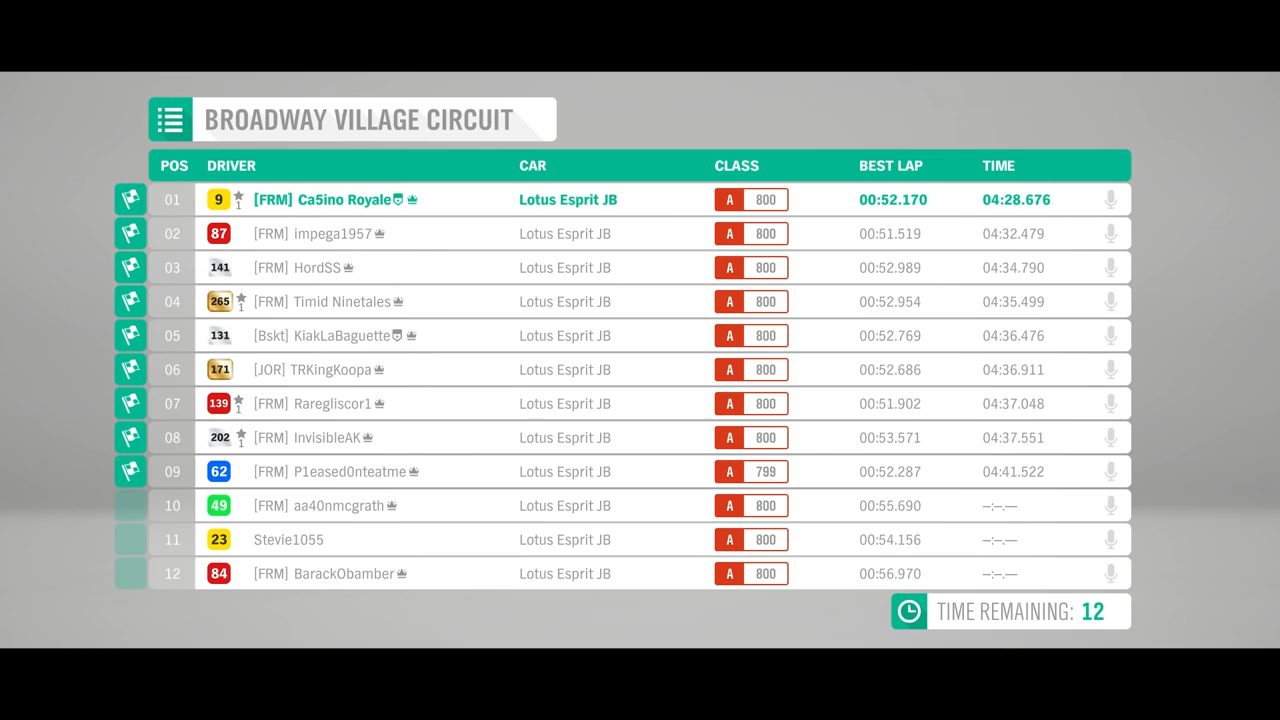 BROADWAY VILLAGE CIRCUIT
POS DRIVER CAR CLASS BEST LAP TIME
01 9 1 [FRM] Ca5ino Royale Lotus Esprit JB A 800 00:52.170 04:28.676
02 87 [FRM] impega1957 Lotus Esprit JB A 800 00:51.519 04:32.479
03 141 [FRM] HordSS Lotus Esprit JB A 800 00:52.989 04:34.790
04 265 1 [FRM] Timid Ninetales Lotus Esprit JB A 800 00:52.954 04:35.499
05 131 [Bskt] KiakLaBaguette Lotus Esprit JB A 800 00:52.769 04:36.476
06 171 [JOR] TRKingKoopa Lotus Esprit JB A 800 00:52.686 04:36.911
07 139 1 [FRM] Raregliscor1 Lotus Esprit JB A 800 00:51.902 04:37.048
08 202 1 [FRM] InvisibleAK Lotus Esprit JB A 800 00:53.571 04:37.551
09 62 [FRM] P1eased0nteatme Lotus Esprit JB A 799 00:52.287 04:41.522
10 49 [FRM] aa40nmcgrath Lotus Esprit JB A 800 00:55.690 –:–.—
11 23 Stevie1055 Lotus Esprit JB A 800 00:54.156 –:–.—
12 84 [FRM] BarackObamber Lotus Esprit JB A 800 00:56.970 –:–.—
TIME REMAINING: 12